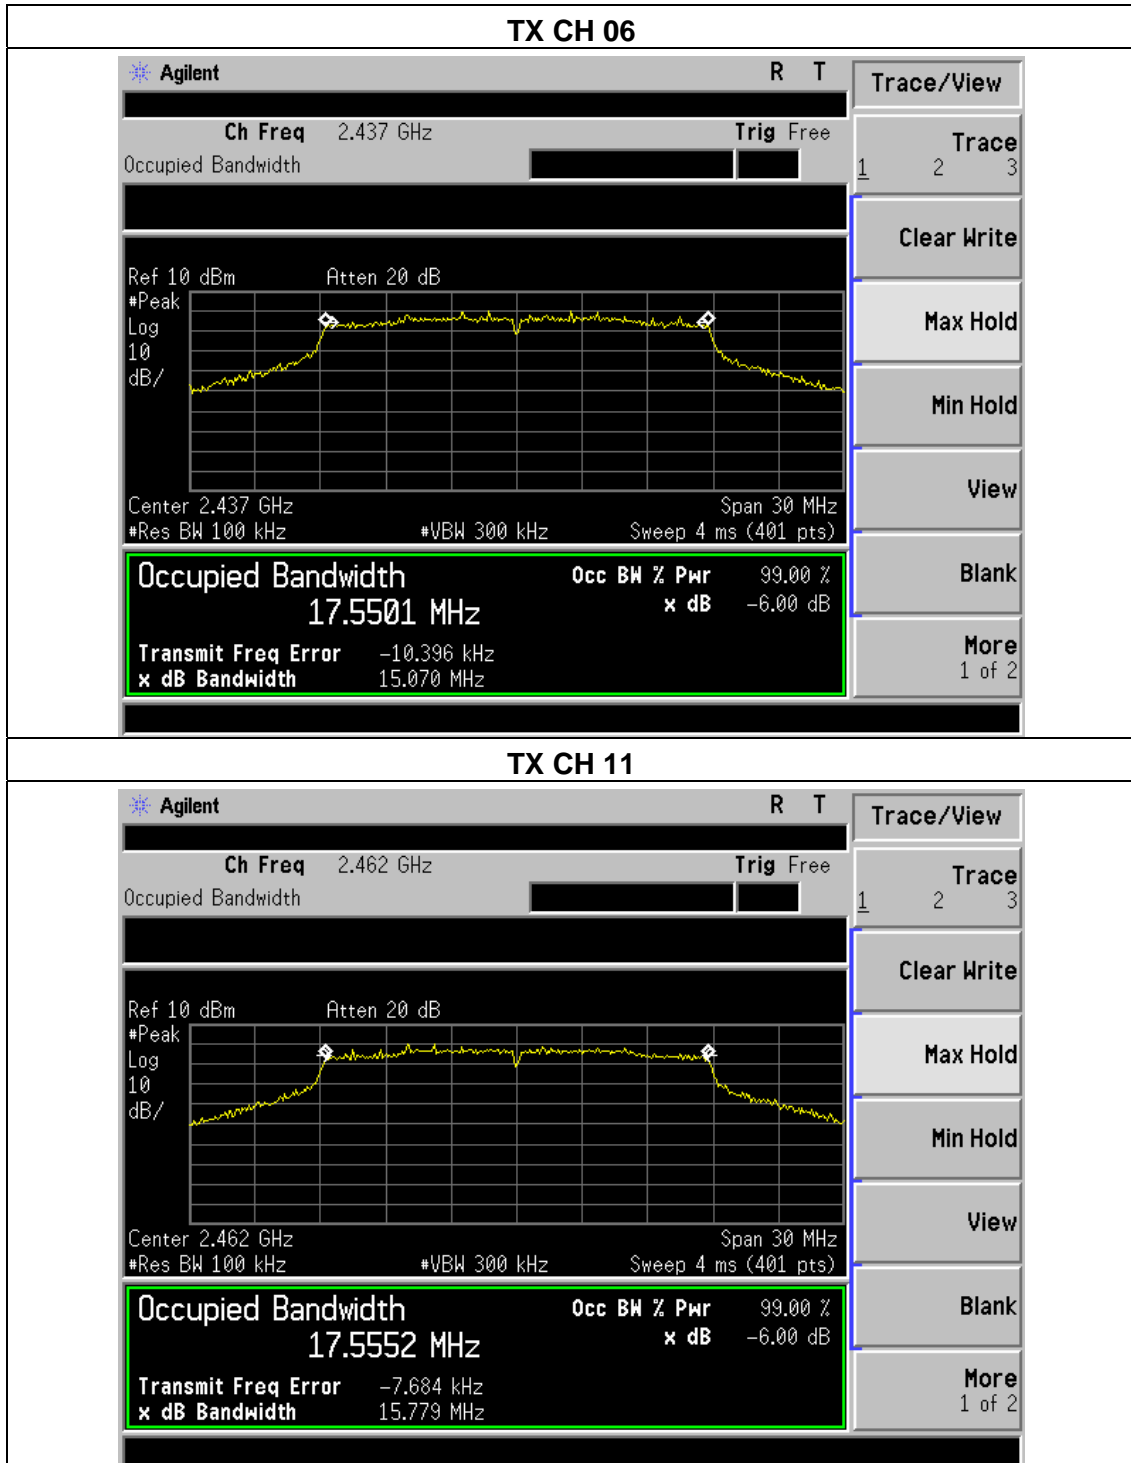 TX CH 06
Agilent R T
Trace/View
Ch Freq 2.437 GHz Trig Free
Occupied Bandwidth
Trace
1 2 3
Clear Write
Ref 10 dBm Atten 20 dB
#Peak
Log
10
dB/
Max Hold
Min Hold
View
Center 2.437 GHz Span 30 MHz
#Res BW 100 kHz #VBW 300 kHz Sweep 4 ms (401 pts)
Occupied Bandwidth Occ BW % Pwr 99.00 %
17.5501 MHz x dB -6.00 dB
Blank
Transmit Freq Error -10.396 kHz
x dB Bandwidth 15.070 MHz
More
1 of 2
TX CH 11
Agilent R T
Trace/View
Ch Freq 2.462 GHz Trig Free
Occupied Bandwidth
Trace
1 2 3
Clear Write
Ref 10 dBm Atten 20 dB
#Peak
Log
10
dB/
Max Hold
Min Hold
View
Center 2.462 GHz Span 30 MHz
#Res BW 100 kHz #VBW 300 kHz Sweep 4 ms (401 pts)
Occupied Bandwidth Occ BW % Pwr 99.00 %
17.5552 MHz x dB -6.00 dB
Blank
Transmit Freq Error -7.684 kHz
x dB Bandwidth 15.779 MHz
More
1 of 2